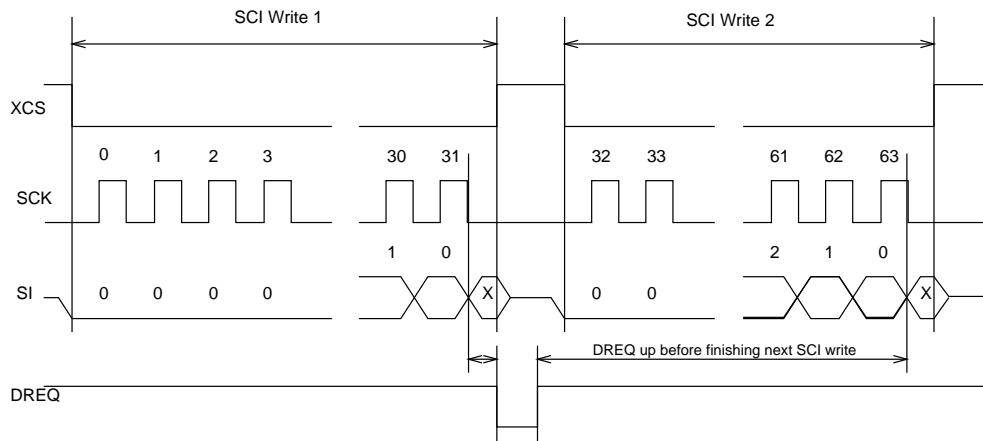 SCI Write 1 SCI Write 2
XCS
0 1 2 3 30 31 32 33 61 62 63
SCK
1 0 2 1 0
SI 0 0 0 0 X 0 0 X
DREQ up before finishing next SCI write
DREQ